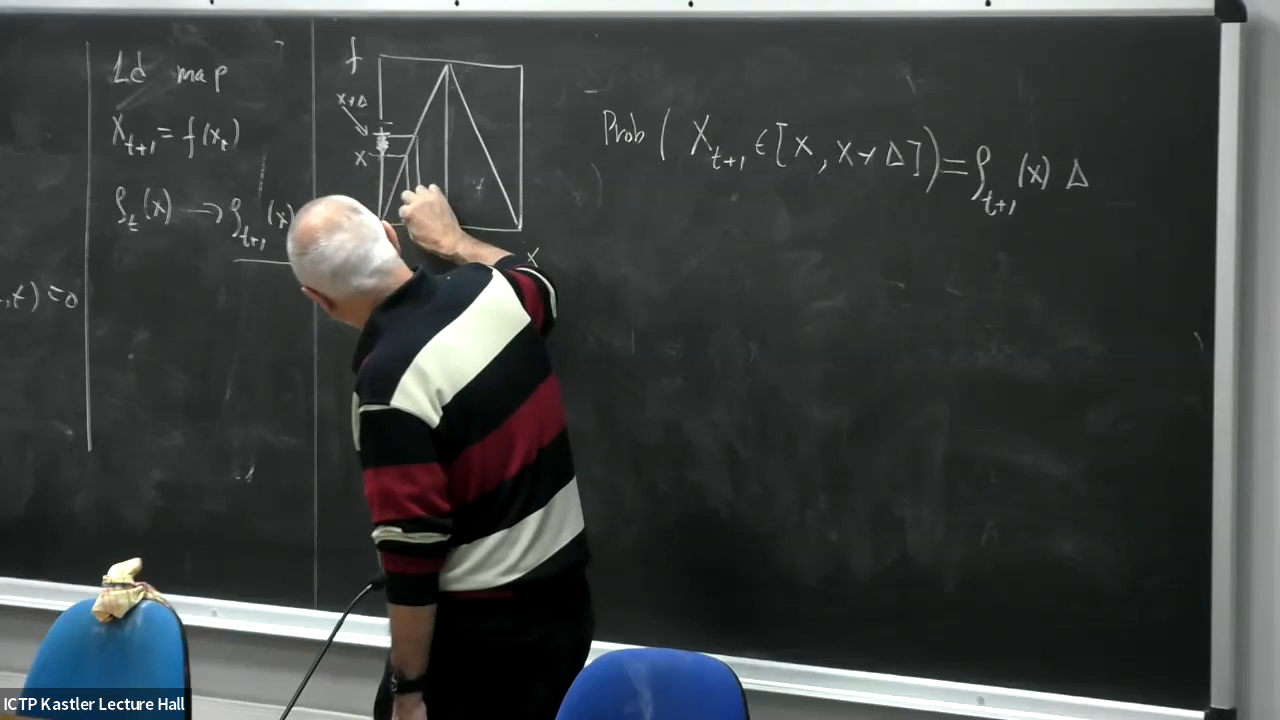 1d map
X_{t+1} = f(x_t)
ρ_t(x) → ρ_{t+1}(x)
,t) = 0
f
x+Δ
x
x
Prob ( X_{t+1} ∈ [x, x+Δ] ) = ρ_{t+1}(x) Δ
ICTP Kastler Lecture Hall